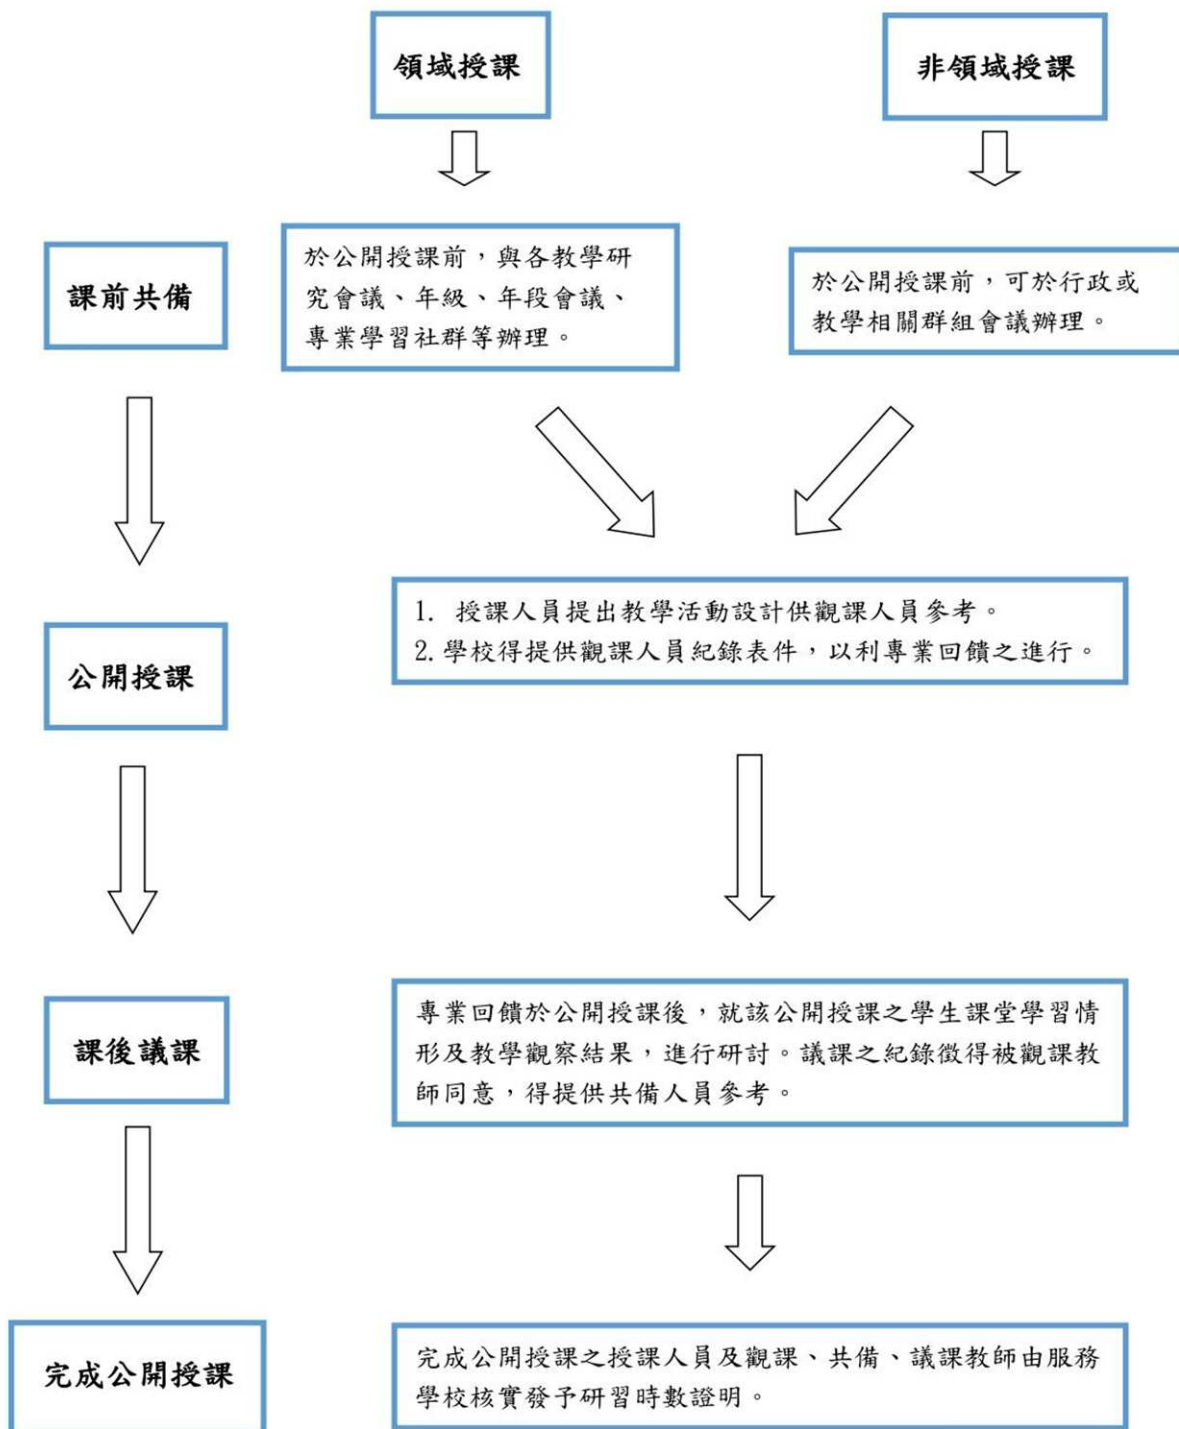 領域授課
非領域授課
課前共備
於公開授課前，與各教學研
究會議、年級、年段會議、
專業學習社群等辦理。
於公開授課前，可於行政或
教學相關群組會議辦理。
公開授課
1. 授課人員提出教學活動設計供觀課人員參考。
2. 學校得提供觀課人員紀錄表件，以利專業回饋之進行。
課後議課
專業回饋於公開授課後，就該公開授課之學生課堂學習情
形及教學觀察結果，進行研討。議課之紀錄徵得被觀課教
師同意，得提供共備人員參考。
完成公開授課
完成公開授課之授課人員及觀課、共備、議課教師由服務
學校核實發予研習時數證明。